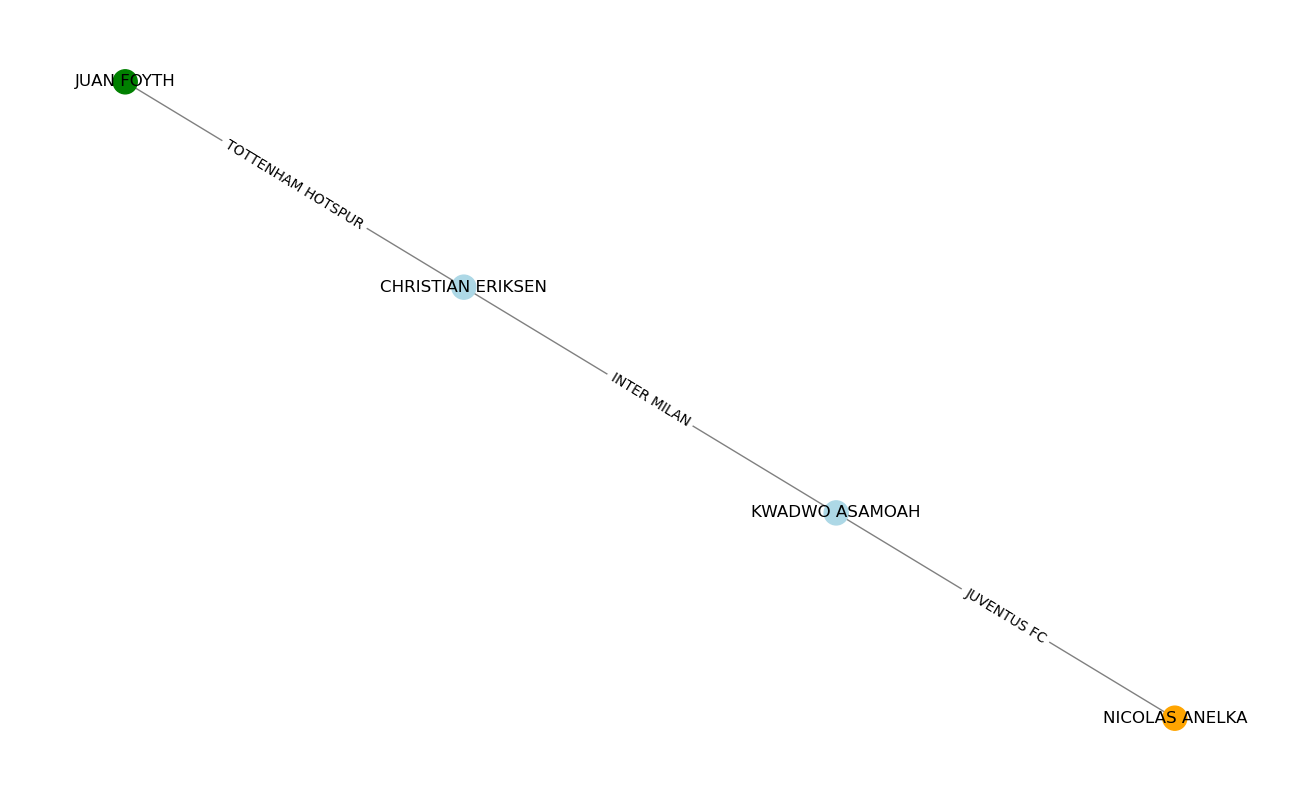 JUAN FOYTH
TOTTENHAM HOTSPUR
CHRISTIAN ERIKSEN
INTER MILAN
KWADWO ASAMOAH
JUVENTUS FC
NICOLAS ANELKA